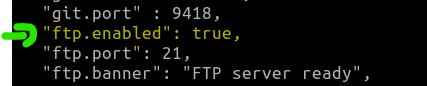 "git.port" : 9418,
"ftp.enabled": true,
"ftp.port": 21,
"ftp.banner": "FTP server ready",